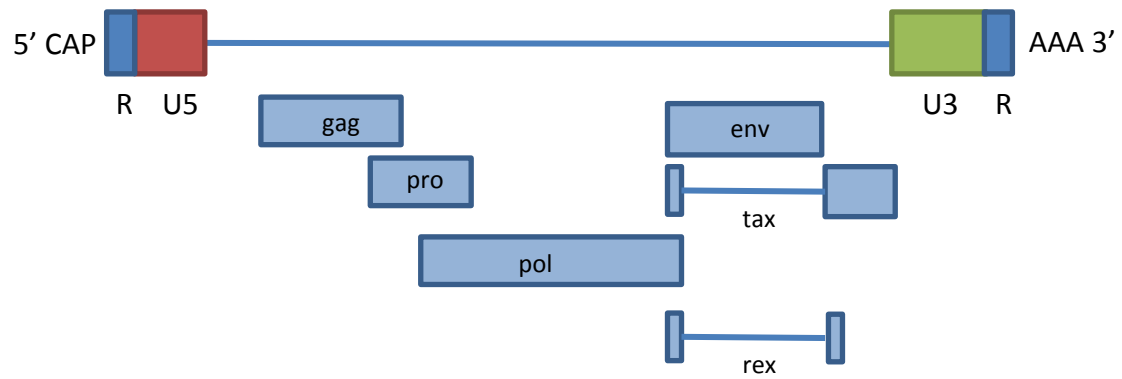 5’ CAP
AAA 3’
R U5
U3 R
gag
env
pro
tax
pol
rex